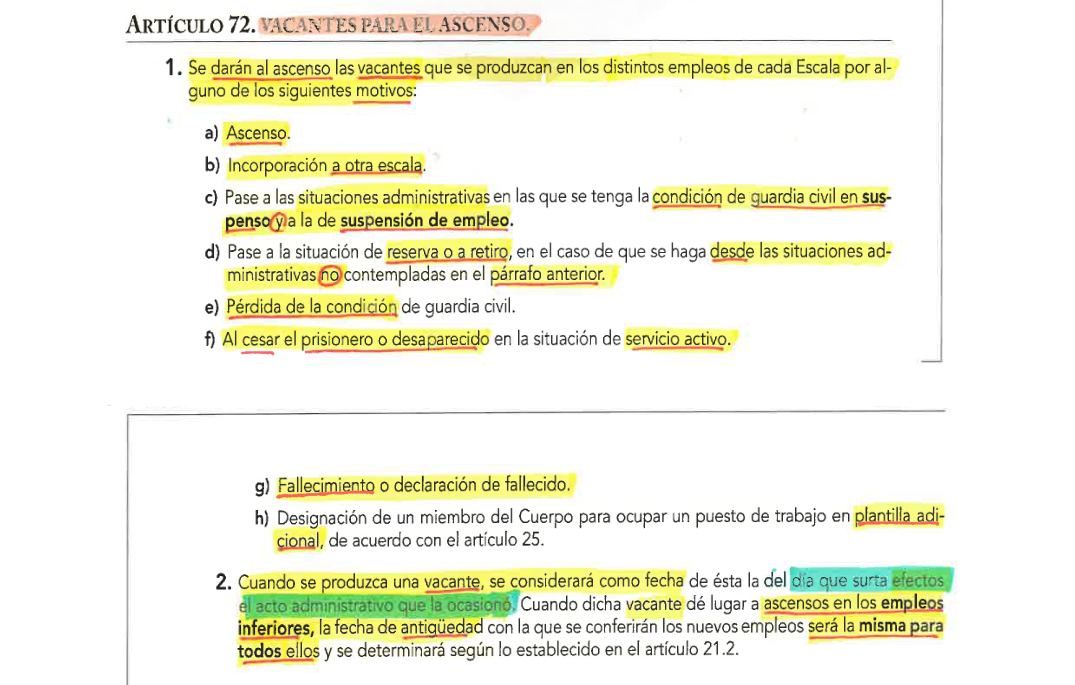 ARTÍCULO 72. VACANTES PARA EL ASCENSO.
1. Se darán al ascenso las vacantes que se produzcan en los distintos empleos de cada Escala por al-
guno de los siguientes motivos:
a) Ascenso.
b) Incorporación a otra escala.
c) Pase a las situaciones administrativas en las que se tenga la condición de guardia civil en sus-
penso y a la de suspensión de empleo.
d) Pase a la situación de reserva o a retiro, en el caso de que se haga desde las situaciones ad-
ministrativas no contempladas en el párrafo anterior.
e) Pérdida de la condición de guardia civil.
f) Al cesar el prisionero o desaparecido en la situación de servicio activo.
g) Fallecimiento o declaración de fallecido.
h) Designación de un miembro del Cuerpo para ocupar un puesto de trabajo en plantilla adi-
cional, de acuerdo con el artículo 25.
2. Cuando se produzca una vacante, se considerará como fecha de ésta la del día que surta efectos
el acto administrativo que la ocasionó. Cuando dicha vacante dé lugar a ascensos en los empleos
inferiores, la fecha de antigüedad con la que se conferirán los nuevos empleos será la misma para
todos ellos y se determinará según lo establecido en el artículo 21.2.